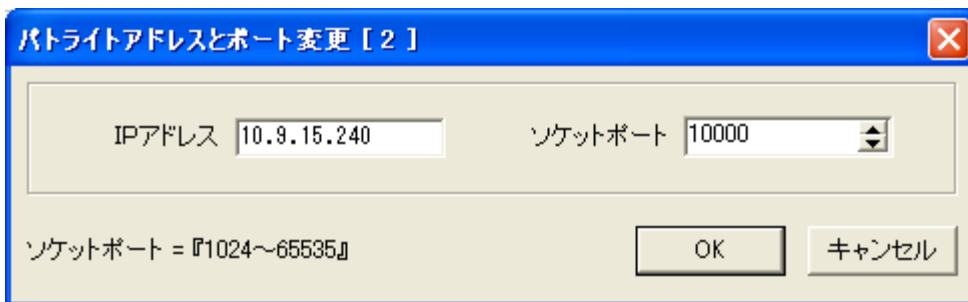 パトライトアドレスとポート変更 [ 2 ]
IPアドレス 10.9.15.240 ソケットポート 10000
ソケットポート = 『1024～65535』 OK キャンセル